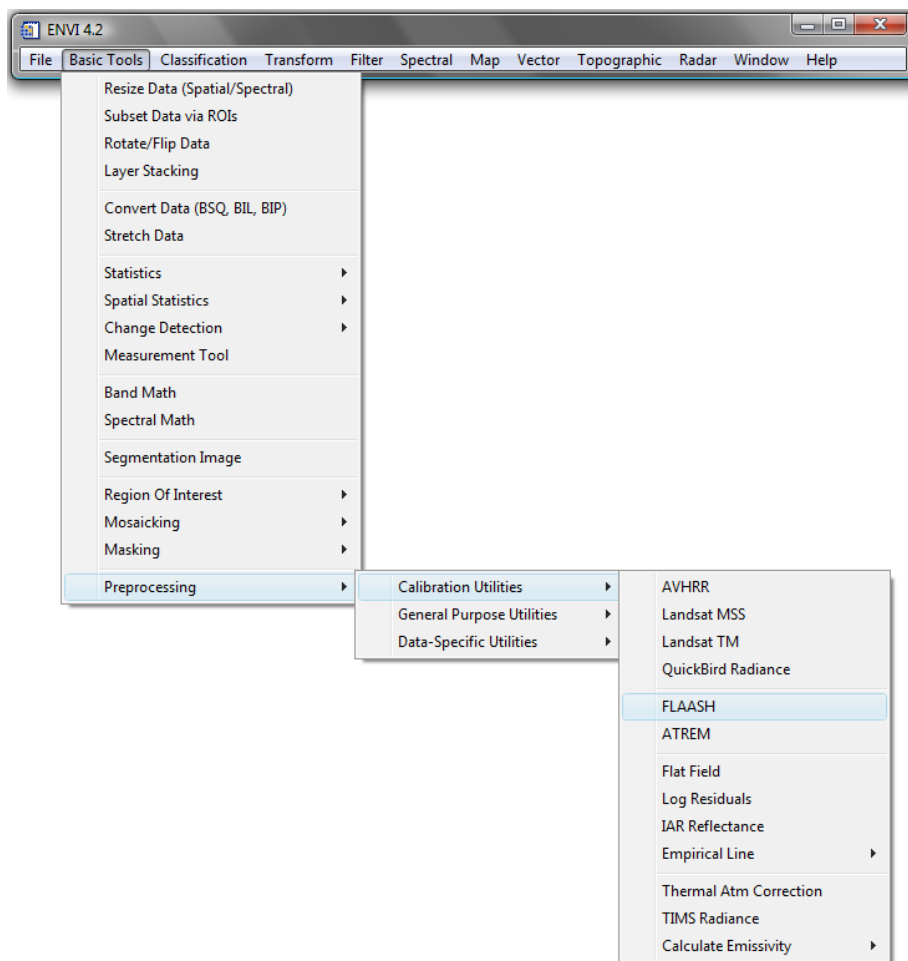 ENVI 4.2
File Basic Tools Classification Transform Filter Spectral Map Vector Topographic Radar Window Help
Resize Data (Spatial/Spectral)
Subset Data via ROIs
Rotate/Flip Data
Layer Stacking
Convert Data (BSQ, BIL, BIP)
Stretch Data
Statistics
Spatial Statistics
Change Detection
Measurement Tool
Band Math
Spectral Math
Segmentation Image
Region Of Interest
Mosaicking
Masking
Preprocessing
Calibration Utilities
General Purpose Utilities
Data-Specific Utilities
AVHRR
Landsat MSS
Landsat TM
QuickBird Radiance
FLAASH
ATREM
Flat Field
Log Residuals
IAR Reflectance
Empirical Line
Thermal Atm Correction
TIMS Radiance
Calculate Emissivity